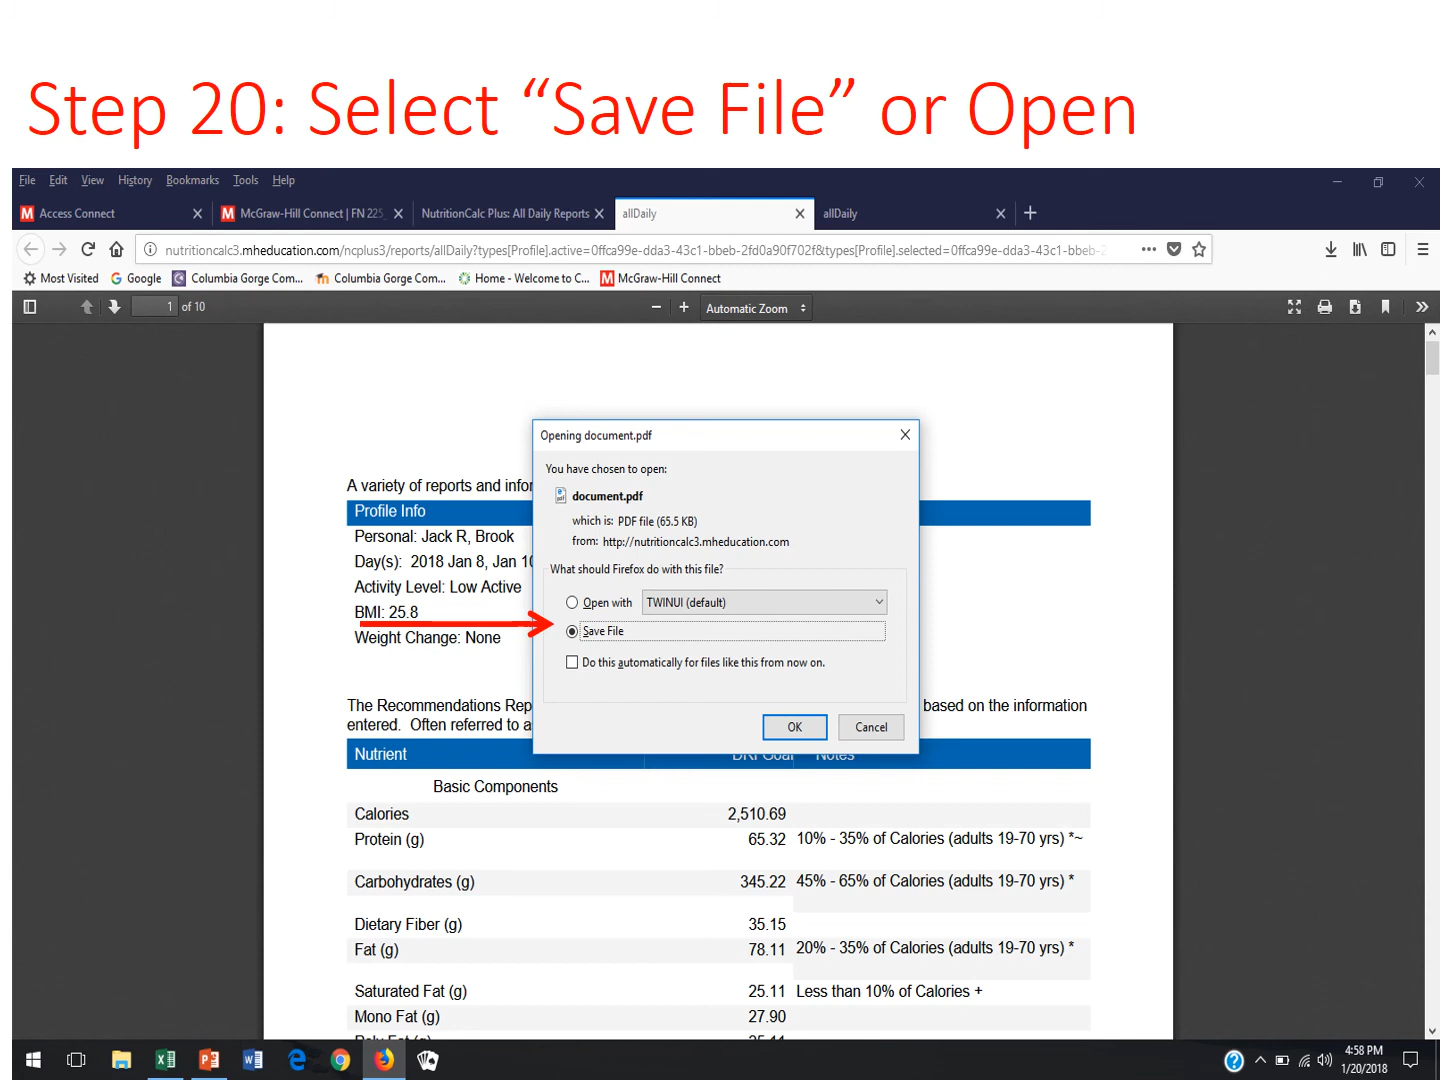 Step 20: Select “Save File” or Open
File Edit View History Bookmarks Tools Help
Access Connect
McGraw-Hill Connect | FN 225_
NutritionCalc Plus: All Daily Reports
allDaily
allDaily
nutritioncalc3.mheducation.com/ncplus3/reports/allDaily?types[Profile].active=0ffca99e-dda3-43c1-bbeb-2fd0a90f702f&types[Profile].selected=0ffca99e-dda3-43c1-bbeb-2
Most Visited Google Columbia Gorge Com... Columbia Gorge Com... Home - Welcome to C... McGraw-Hill Connect
1 of 10
Automatic Zoom
Opening document.pdf
You have chosen to open:
document.pdf
which is: PDF file (65.5 KB)
from: http://nutritioncalc3.mheducation.com
What should Firefox do with this file?
Open with TWINUI (default)
Save File
Do this automatically for files like this from now on.
OK Cancel
A variety of reports and infor
Profile Info
Personal: Jack R, Brook
Day(s): 2018 Jan 8, Jan 10
Activity Level: Low Active
BMI: 25.8
Weight Change: None
The Recommendations Rep based on the information
entered. Often referred to a
Nutrient DRI Goal Notes
Basic Components
Calories 2,510.69
Protein (g) 65.32 10% - 35% of Calories (adults 19-70 yrs) *~
Carbohydrates (g) 345.22 45% - 65% of Calories (adults 19-70 yrs) *
Dietary Fiber (g) 35.15
Fat (g) 78.11 20% - 35% of Calories (adults 19-70 yrs) *
Saturated Fat (g) 25.11 Less than 10% of Calories +
Mono Fat (g) 27.90
4:58 PM
1/20/2018